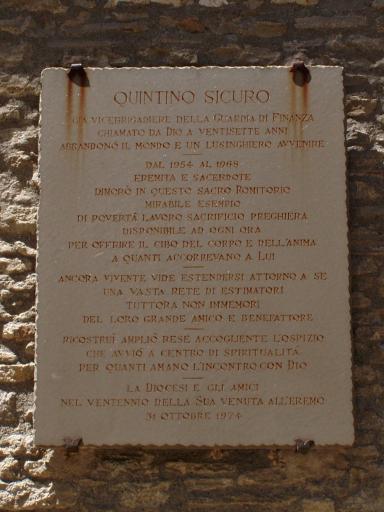 QUINTINO SICURO
GIÀ VICEBRIGADIERE DELLA GUARDIA DI FINANZA
CHIAMATO DA DIO A VENTISETTE ANNI
ABBANDONÒ IL MONDO E UN LUSINGHIERO AVVENIRE
DAL 1954 AL 1968
EREMITA E SACERDOTE
DIMORÒ IN QUESTO SACRO ROMITORIO
MIRABILE ESEMPIO
DI POVERTÀ LAVORO SACRIFICIO PREGHIERA
DISPONIBILE AD OGNI ORA
PER OFFRIRE IL CIBO DEL CORPO E DELL'ANIMA
A QUANTI ACCORREVANO A LUI
ANCORA VIVENTE VIDE ESTENDERSI ATTORNO A SE
UNA VASTA RETE DI ESTIMATORI
TUTTORA NON IMMEMORI
DEL LORO GRANDE AMICO E BENEFATTORE
RICOSTRUÌ AMPLIÒ RESE ACCOGLIENTE L'OSPIZIO
CHE AVVIÒ A CENTRO DI SPIRITUALITÀ
PER QUANTI AMANO L'INCONTRO CON DIO
LA DIOCESI E GLI AMICI
NEL VENTENNIO DELLA SUA VENUTA ALL'EREMO
31 OTTOBRE 1974